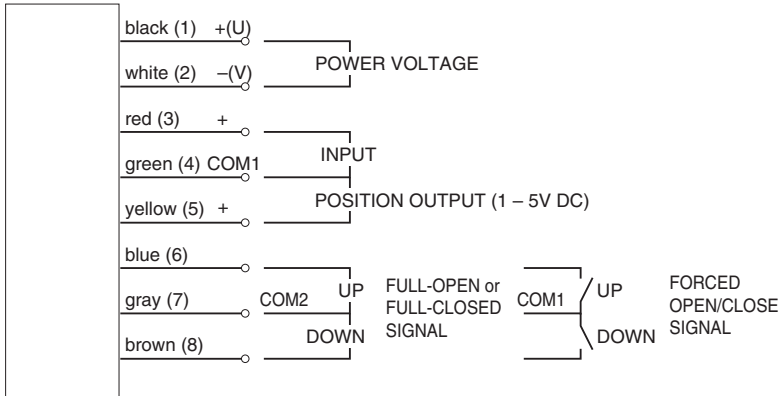 black (1) +(U)
POWER VOLTAGE
white (2) –(V)
red (3) +
INPUT
green (4) COM1
POSITION OUTPUT (1 – 5V DC)
yellow (5) +
blue (6)
gray (7) COM2
brown (8)
UP
DOWN
FULL-OPEN or
FULL-CLOSED
SIGNAL
COM1
UP
DOWN
FORCED
OPEN/CLOSE
SIGNAL